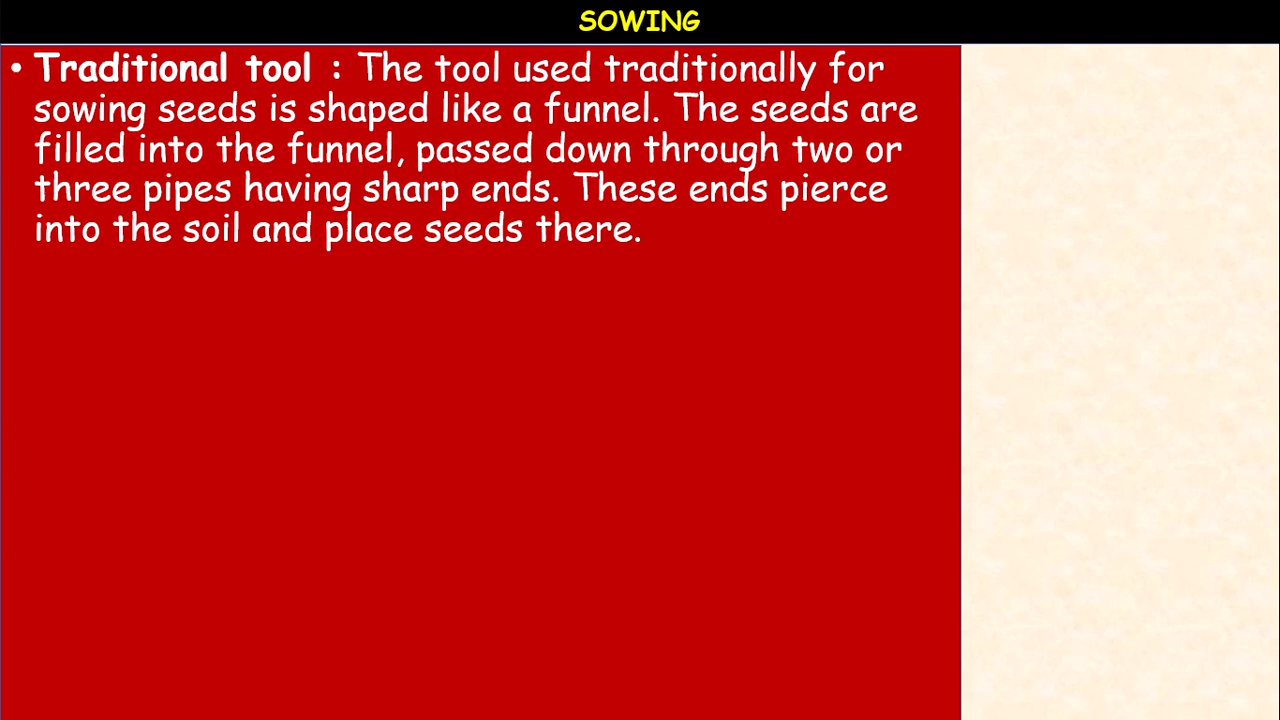 SOWING
• Traditional tool : The tool used traditionally for
sowing seeds is shaped like a funnel. The seeds are
filled into the funnel, passed down through two or
three pipes having sharp ends. These ends pierce
into the soil and place seeds there.